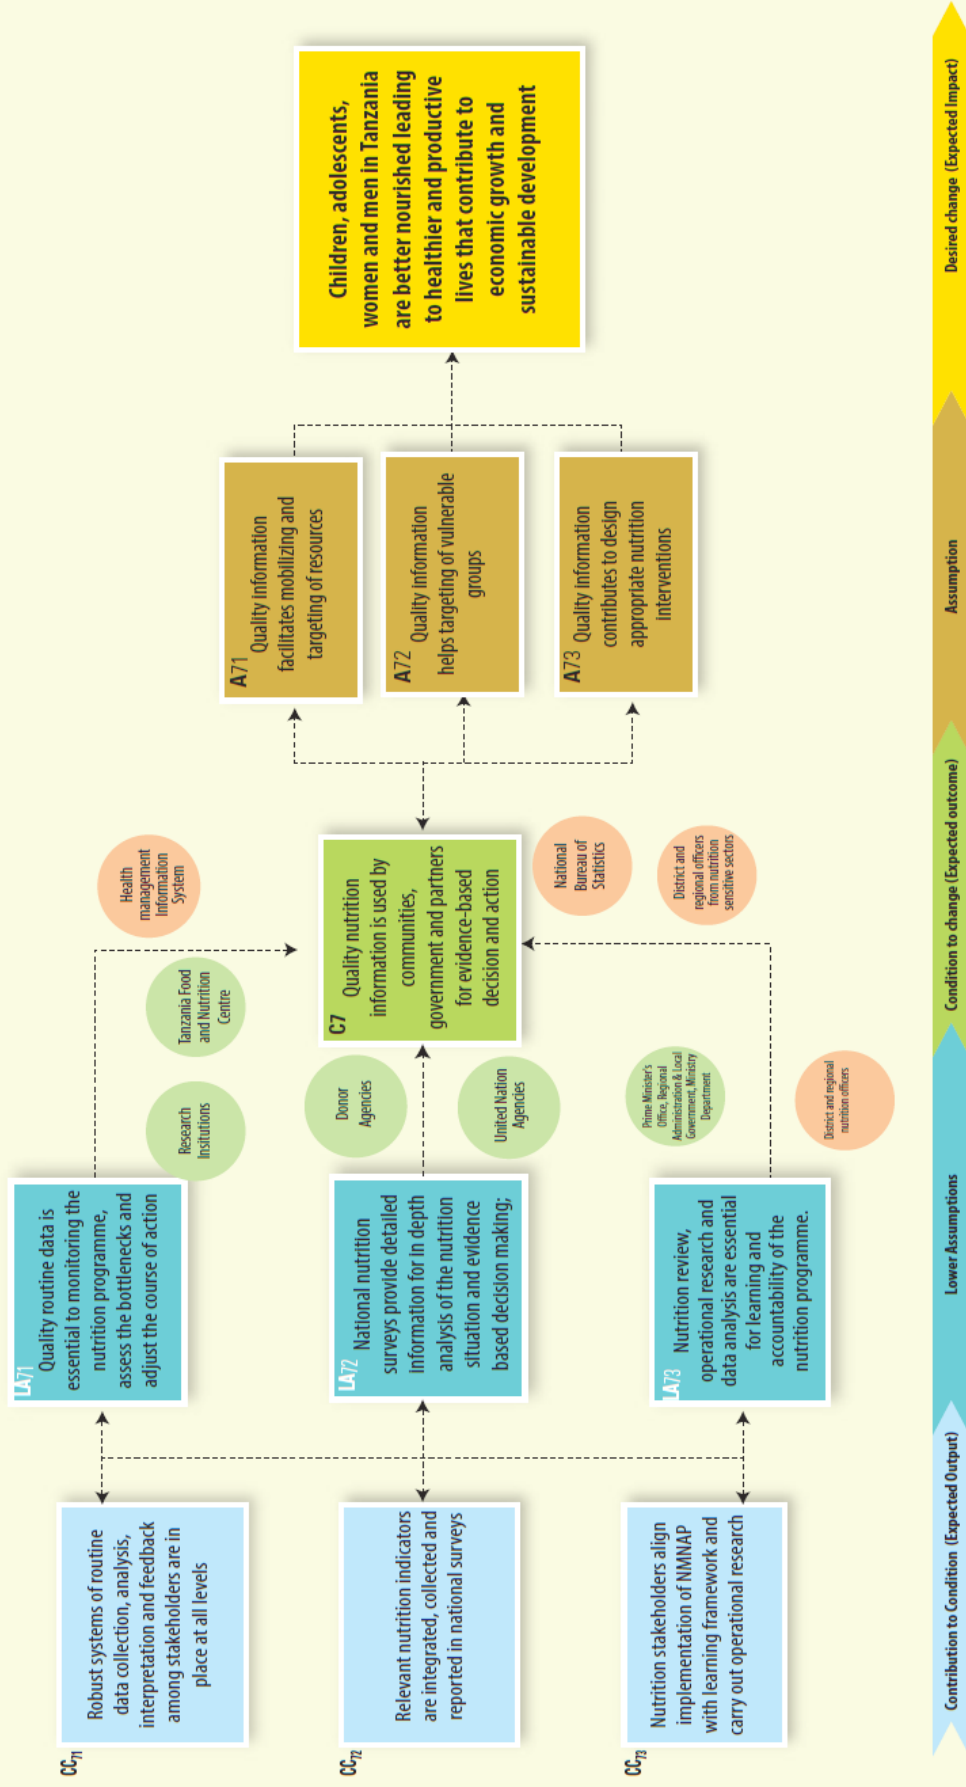 CC71
Robust systems of routine
data collection, analysis,
interpretation and feedback
among stakeholders are in
place at all levels
CC72
Relevant nutrition indicators
are integrated, collected and
reported in national surveys
CC73
Nutrition stakeholders align
implementation of NMNAP
with learning framework and
carry out operational research
LA71
Quality routine data is
essential to monitoring the
nutrition programme,
assess the bottlenecks and
adjust the course of action
LA72 National nutrition
surveys provide detailed
information for in depth
analysis of the nutrition
situation and evidence
based decision making;
LA73 Nutrition review,
operational research and
data analysis are essential
for learning and
accountability of the
nutrition programme.
Research
Insitutions
Tanzania Food
and Nutrition
Centre
Health
management
Information
System
Donor
Agencies
United Nation
Agencies
Prime Minister's
Office, Regional
Administration & Local
Government, Ministry
Department
District and regional
nutrition officers
C7 Quality nutrition
information is used by
communities,
government and partners
for evidence-based
decision and action
National
Bureau of
Statistics
District and
regional officers
from nutrition
sensitive sectors
A71
Quality information
facilitates mobilizing and
targeting of resources
A72 Quality information
helps targeting of vulnerable
groups
A73 Quality information
contributes to design
appropriate nutrition
interventions
Children, adolescents,
women and men in Tanzania
are better nourished leading
to healthier and productive
lives that contribute to
economic growth and
sustainable development
Contribution to Condition (Expected Output)
Lower Assumptions
Condition to change (Expected outcome)
Assumption
Desired change (Expected Impact)